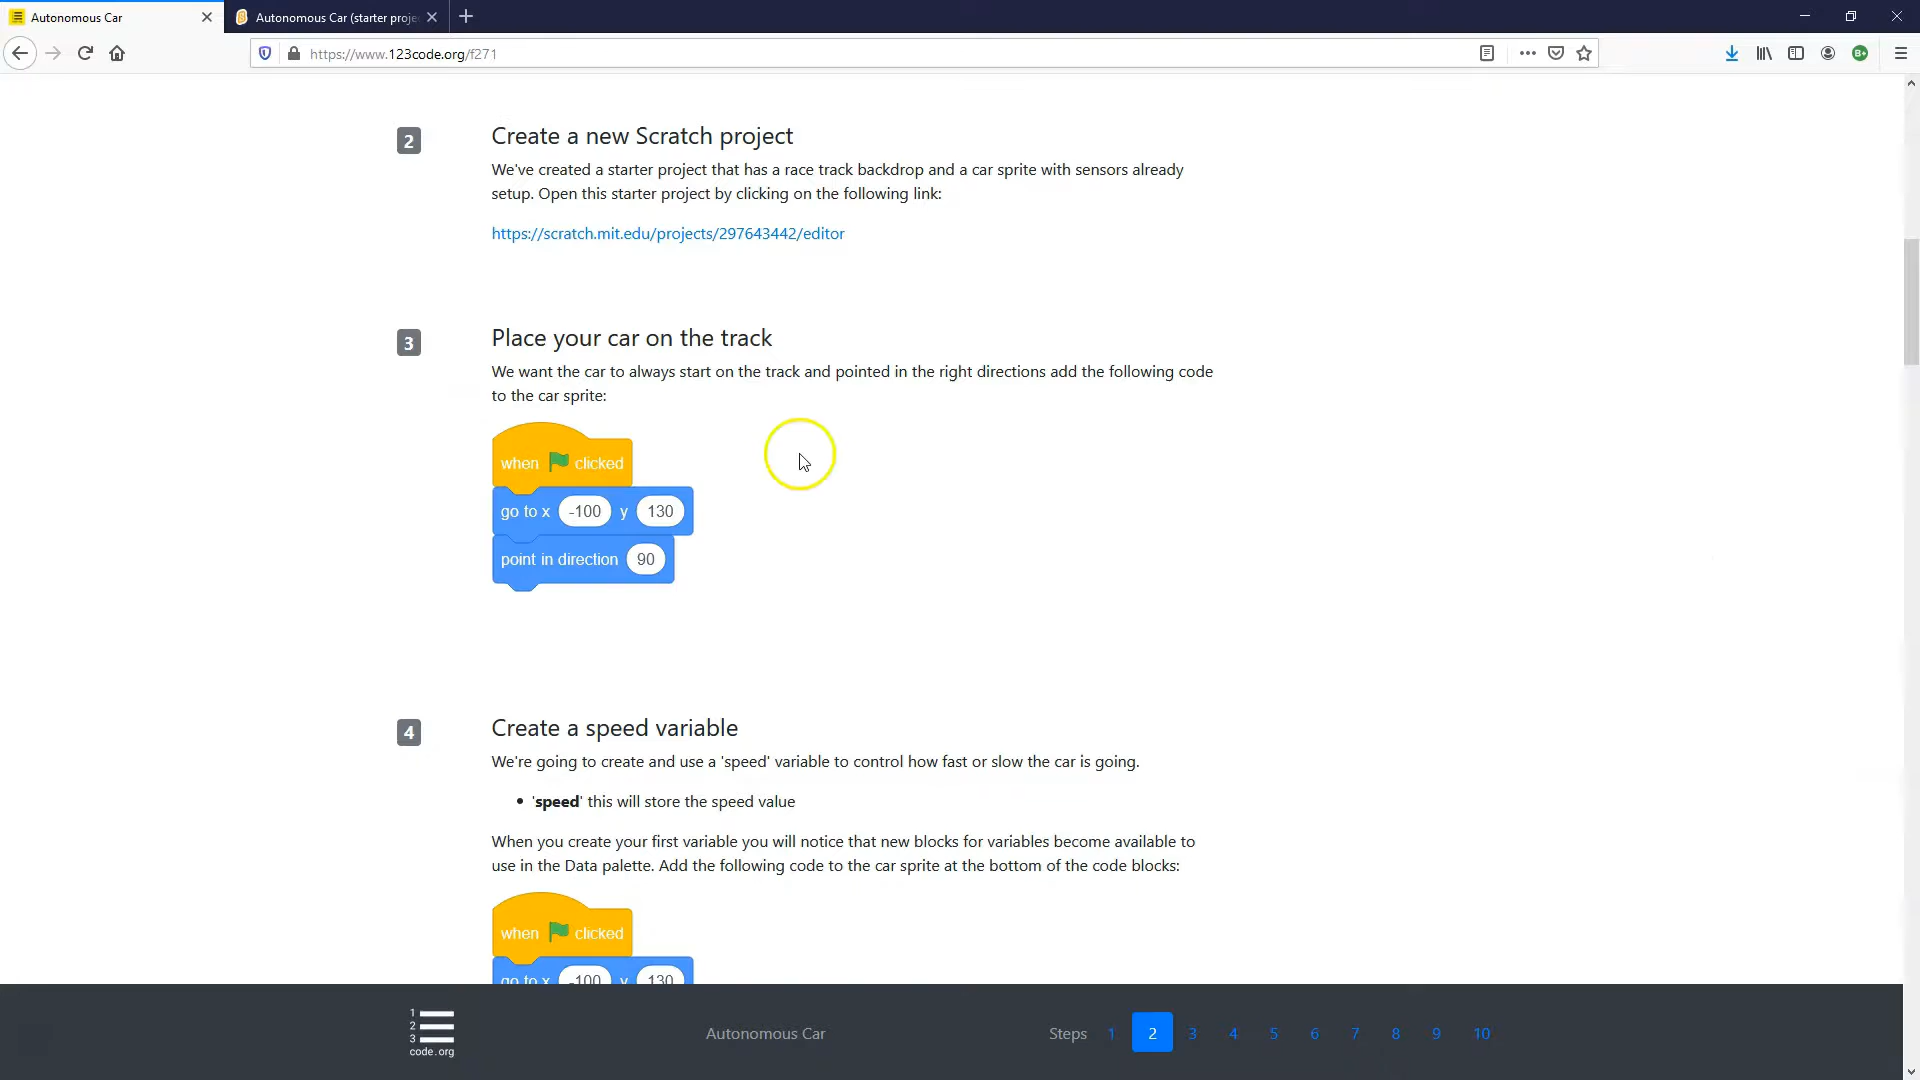 Autonomous Car
Autonomous Car (starter proje
https://www.123code.org/f271
2
Create a new Scratch project
We've created a starter project that has a race track backdrop and a car sprite with sensors already
setup. Open this starter project by clicking on the following link:
https://scratch.mit.edu/projects/297643442/editor
3
Place your car on the track
We want the car to always start on the track and pointed in the right directions add the following code
to the car sprite:
when clicked
go to x -100 y 130
point in direction 90
4
Create a speed variable
We're going to create and use a 'speed' variable to control how fast or slow the car is going.
• 'speed' this will store the speed value
When you create your first variable you will notice that new blocks for variables become available to
use in the Data palette. Add the following code to the car sprite at the bottom of the code blocks:
when clicked
go to x -100 y 130
1
2
3
code.org
Autonomous Car
Steps 1 2 3 4 5 6 7 8 9 10